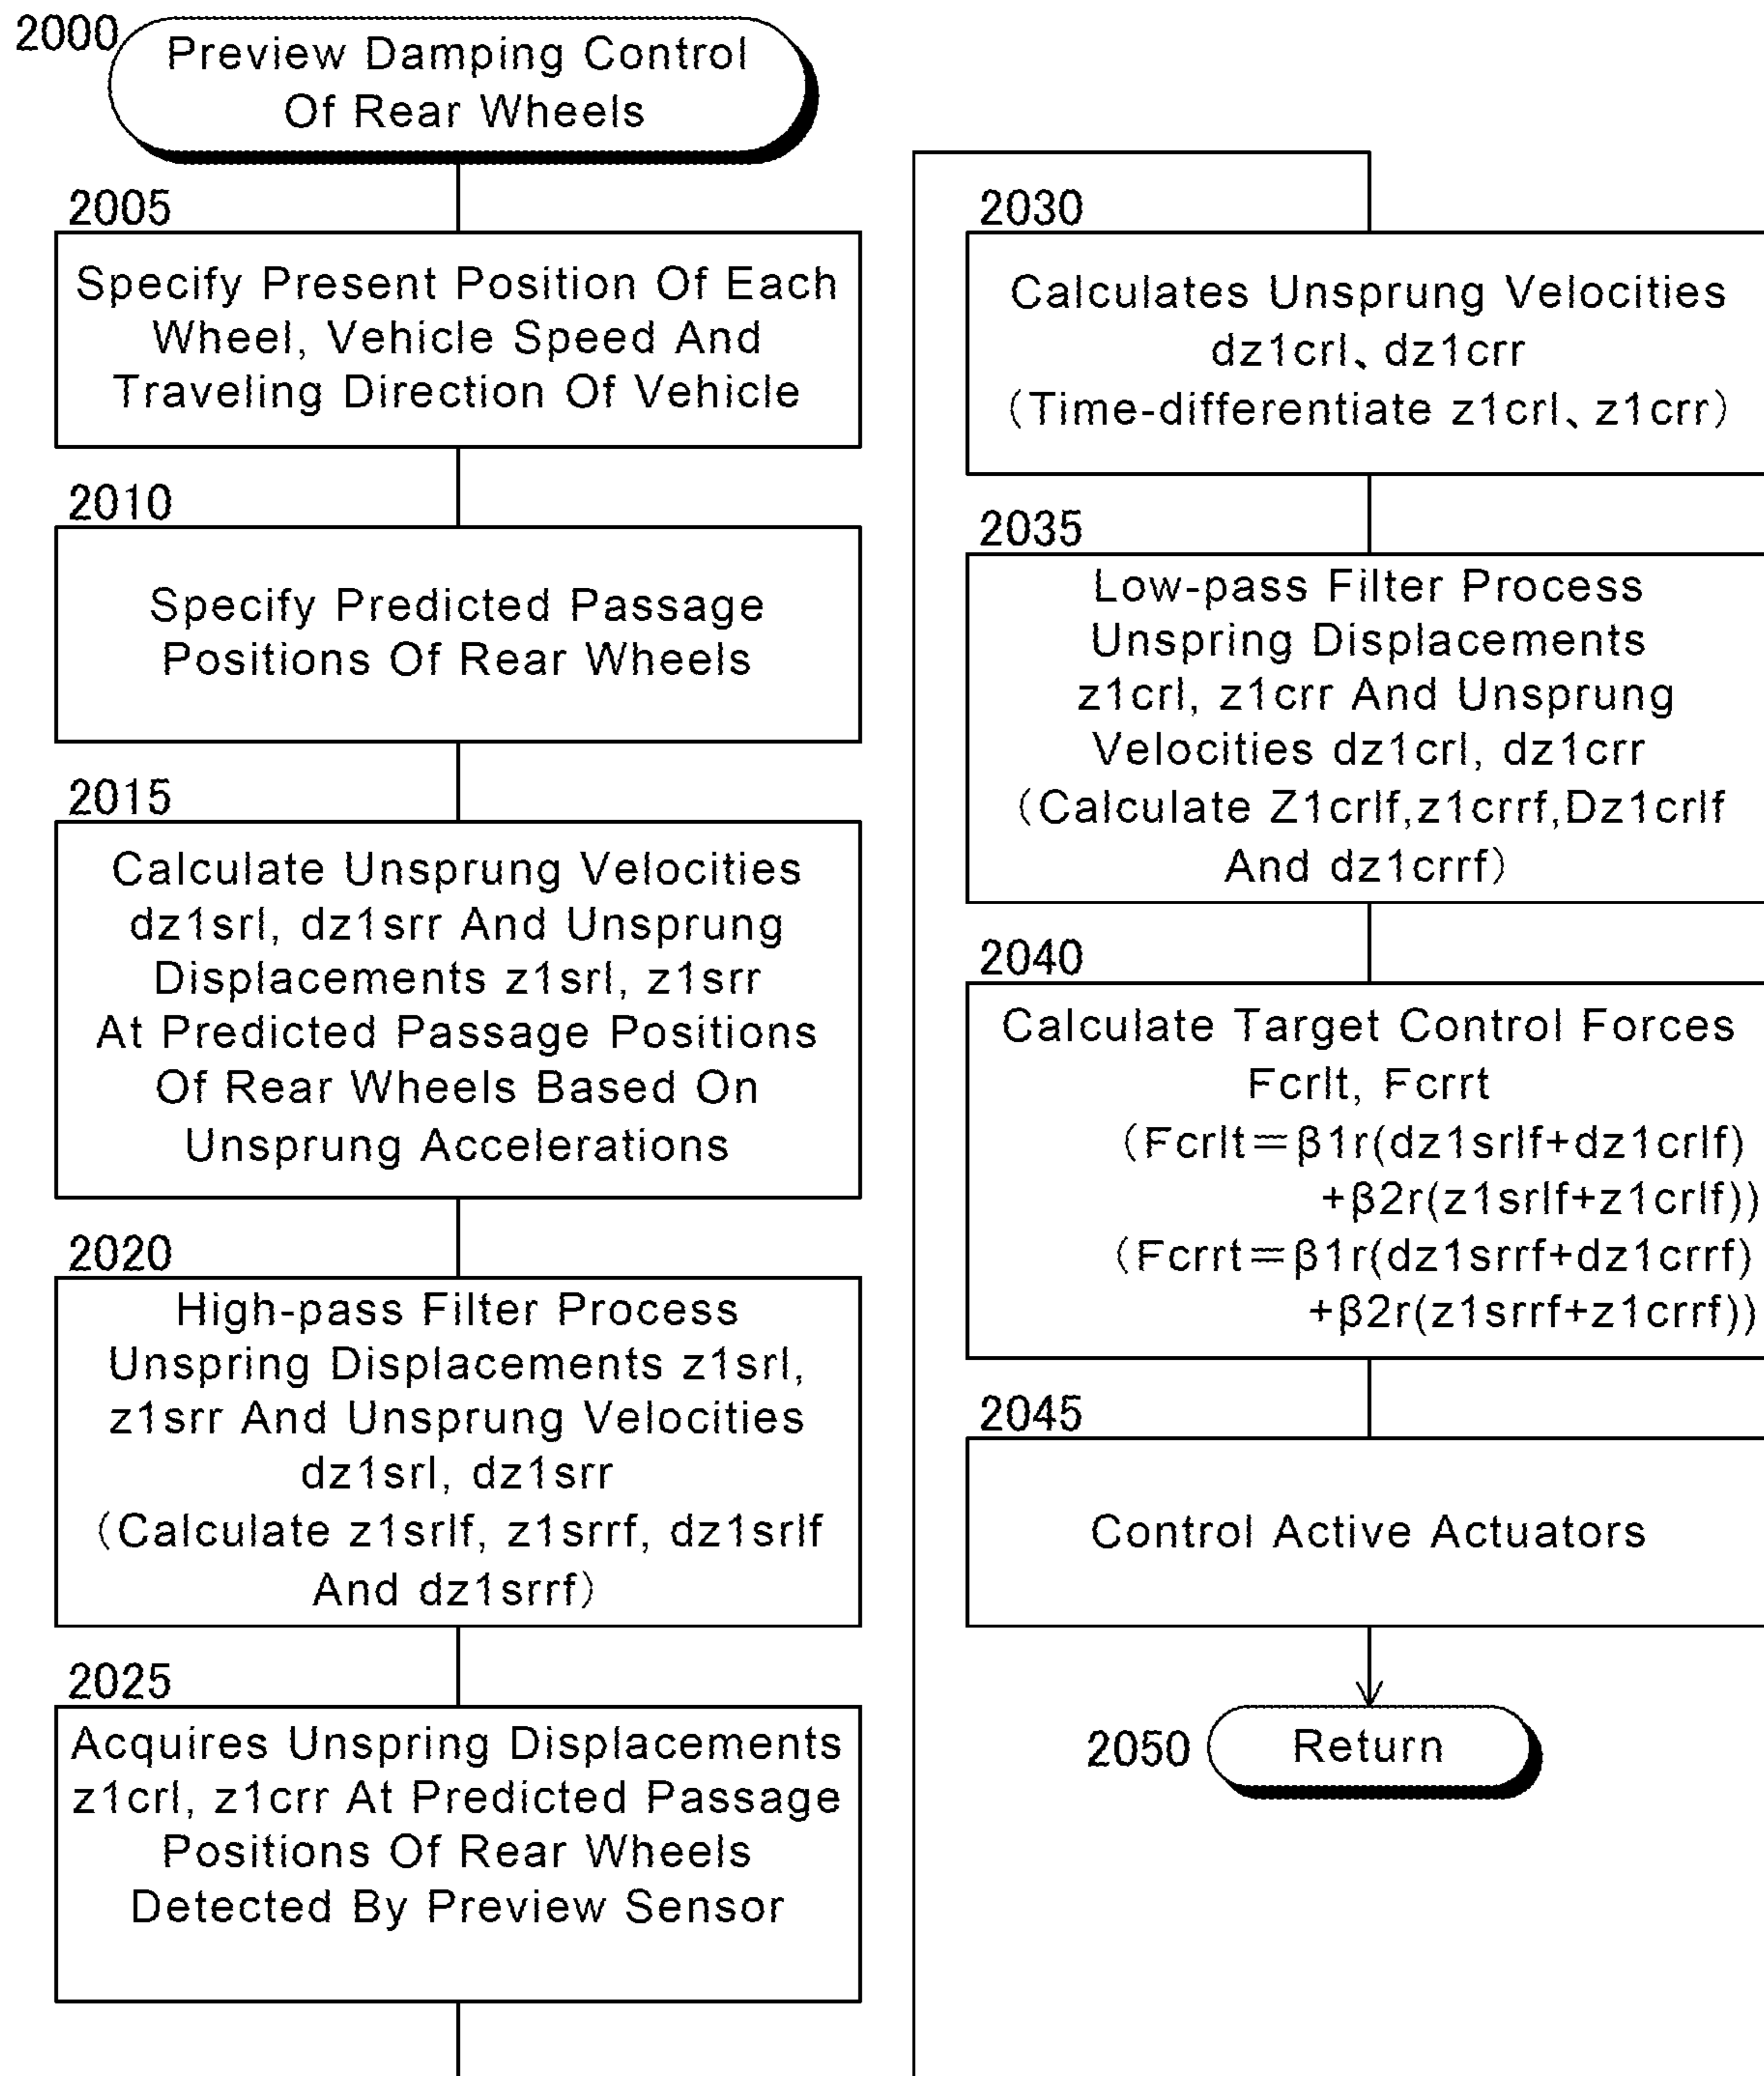 2000
Preview Damping Control
Of Rear Wheels
2005
Specify Present Position Of Each
Wheel, Vehicle Speed And
Traveling Direction Of Vehicle
2010
Specify Predicted Passage
Positions Of Rear Wheels
2015
Calculate Unsprung Velocities
dz1srl, dz1srr And Unsprung
Displacements z1srl, z1srr
At Predicted Passage Positions
Of Rear Wheels Based On
Unsprung Accelerations
2020
High-pass Filter Process
Unspring Displacements z1srl,
z1srr And Unsprung Velocities
dz1srl, dz1srr
(Calculate z1srlf, z1srrf, dz1srlf
And dz1srrf)
2025
Acquires Unspring Displacements
z1crl, z1crr At Predicted Passage
Positions Of Rear Wheels
Detected By Preview Sensor
2030
Calculates Unsprung Velocities
dz1crl、dz1crr
(Time-differentiate z1crl、z1crr)
2035
Low-pass Filter Process
Unspring Displacements
z1crl, z1crr And Unsprung
Velocities dz1crl, dz1crr
(Calculate Z1crlf,z1crrf,Dz1crlf
And dz1crrf)
2040
Calculate Target Control Forces
Fcrlt, Fcrrt
(Fcrlt=β1r(dz1srlf+dz1crlf)
+β2r(z1srlf+z1crlf))
(Fcrrt=β1r(dz1srrf+dz1crrf)
+β2r(z1srrf+z1crrf))
2045
Control Active Actuators
2050
Return